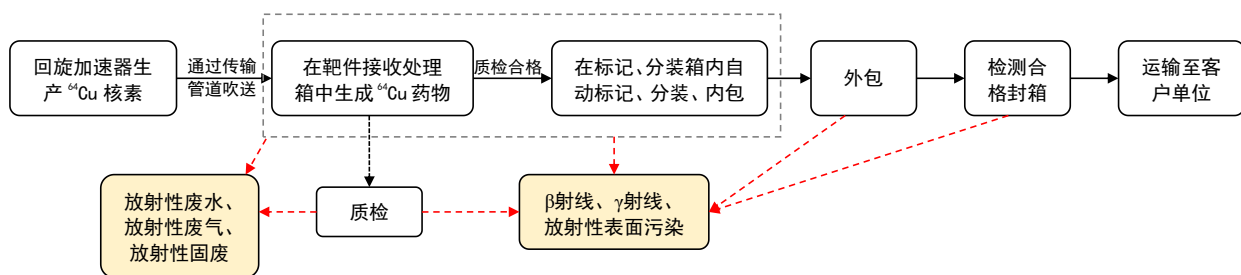 回旋加速器生
产 ⁶⁴Cu 核素
通过传输
管道吹送
在靶件接收处理
箱中生成 ⁶⁴Cu 药物
质检合格
在标记、分装箱内自
动标记、分装、内包
外包
检测合
格封箱
运输至客
户单位
放射性废水、
放射性废气、
放射性固废
质检
β射线、γ射线、
放射性表面污染